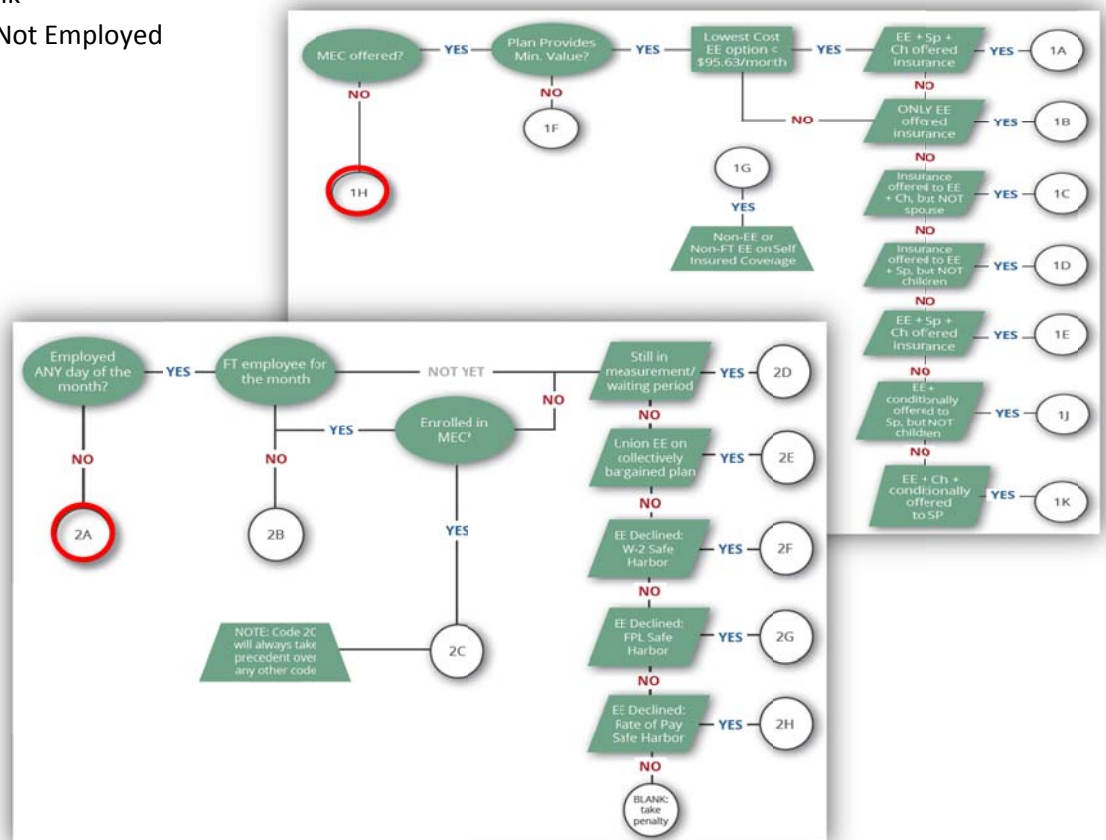 Not Employed
MEC offered?
YES
Plan Provides
Min. Value?
YES
Lowest Cost
EE option <
$95.63/month
YES
EE + Sp +
Ch offered
insurance
YES
1A
NO
NO
NO
NO
ONLY EE
offered
insurance
YES
1B
1F
1H
1G
YES
Non-EE or
Non-FT EE on Self
Insured Coverage
NO
Insurance
offered to EE
+ Ch, but NOT
spouse
YES
1C
NO
Insurance
offered to EE
+ Sp, but NOT
children
YES
1D
NO
EE + Sp +
Ch offered
insurance
YES
1E
NO
EE+
conditionally
offered to
Sp, but NOT
children
YES
1J
NO
EE + Ch +
conditionally
offered
to SP
YES
1K
Employed
ANY day of the
month?
YES
FT employee for
the month
NOT YET
Still in
measurement/
waiting period
YES
2D
NO
NO
YES
Enrolled in
MEC?
NO
NO
Union EE on
collectively
bargained plan
YES
2E
2A
2B
YES
NO
EE Declined:
W-2 Safe
Harbor
YES
2F
NOTE: Code 2C
will always take
precedent over
any other code
2C
NO
EE Declined:
FPL Safe
Harbor
YES
2G
NO
EE Declined:
Rate of Pay
Safe Harbor
YES
2H
NO
BLANK:
take
penalty